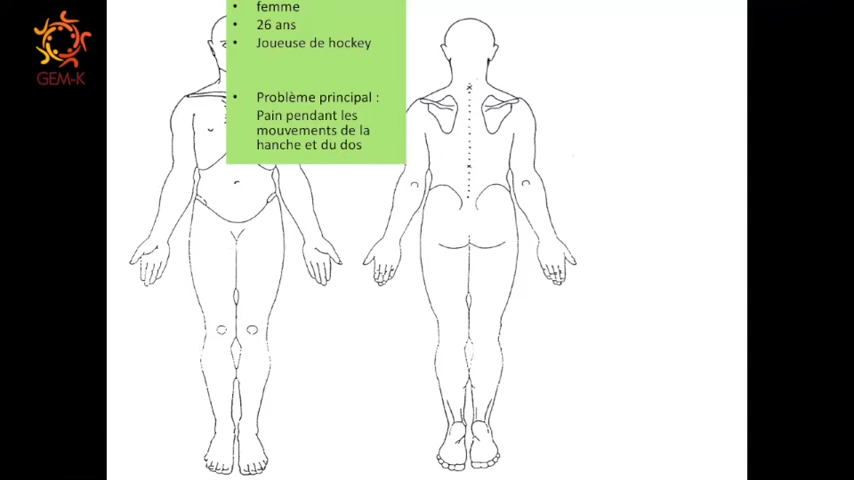 GEM-K
femme
26 ans
Joueuse de hockey
Problème principal :
Pain pendant les
mouvements de la
hanche et du dos